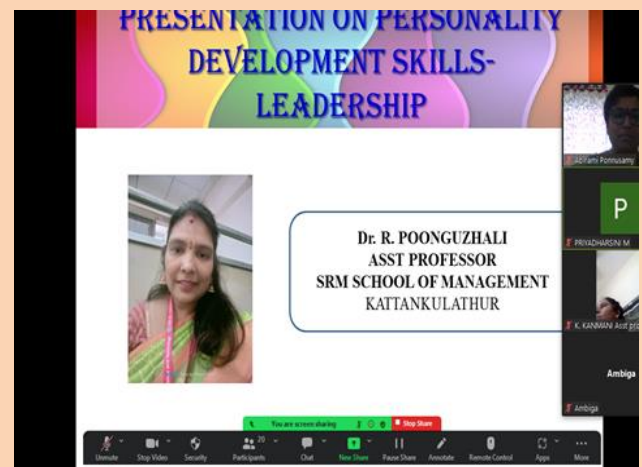 PRESENTATION ON PERSONALITY
DEVELOPMENT SKILLS-
LEADERSHIP
Dr. R. POONGUZHALI
ASST PROFESSOR
SRM SCHOOL OF MANAGEMENT
KATTANKULATHUR
Abirami Ponnusamy
P
PRIYADHARSINI M
K. KANMANI Asst pro
Ambiga
Ambiga
You are screen sharing
Stop Share
Unmute
Stop Video
Security
Participants
20
Chat
New Share
Pause Share
Annotate
Remote Control
Apps
More